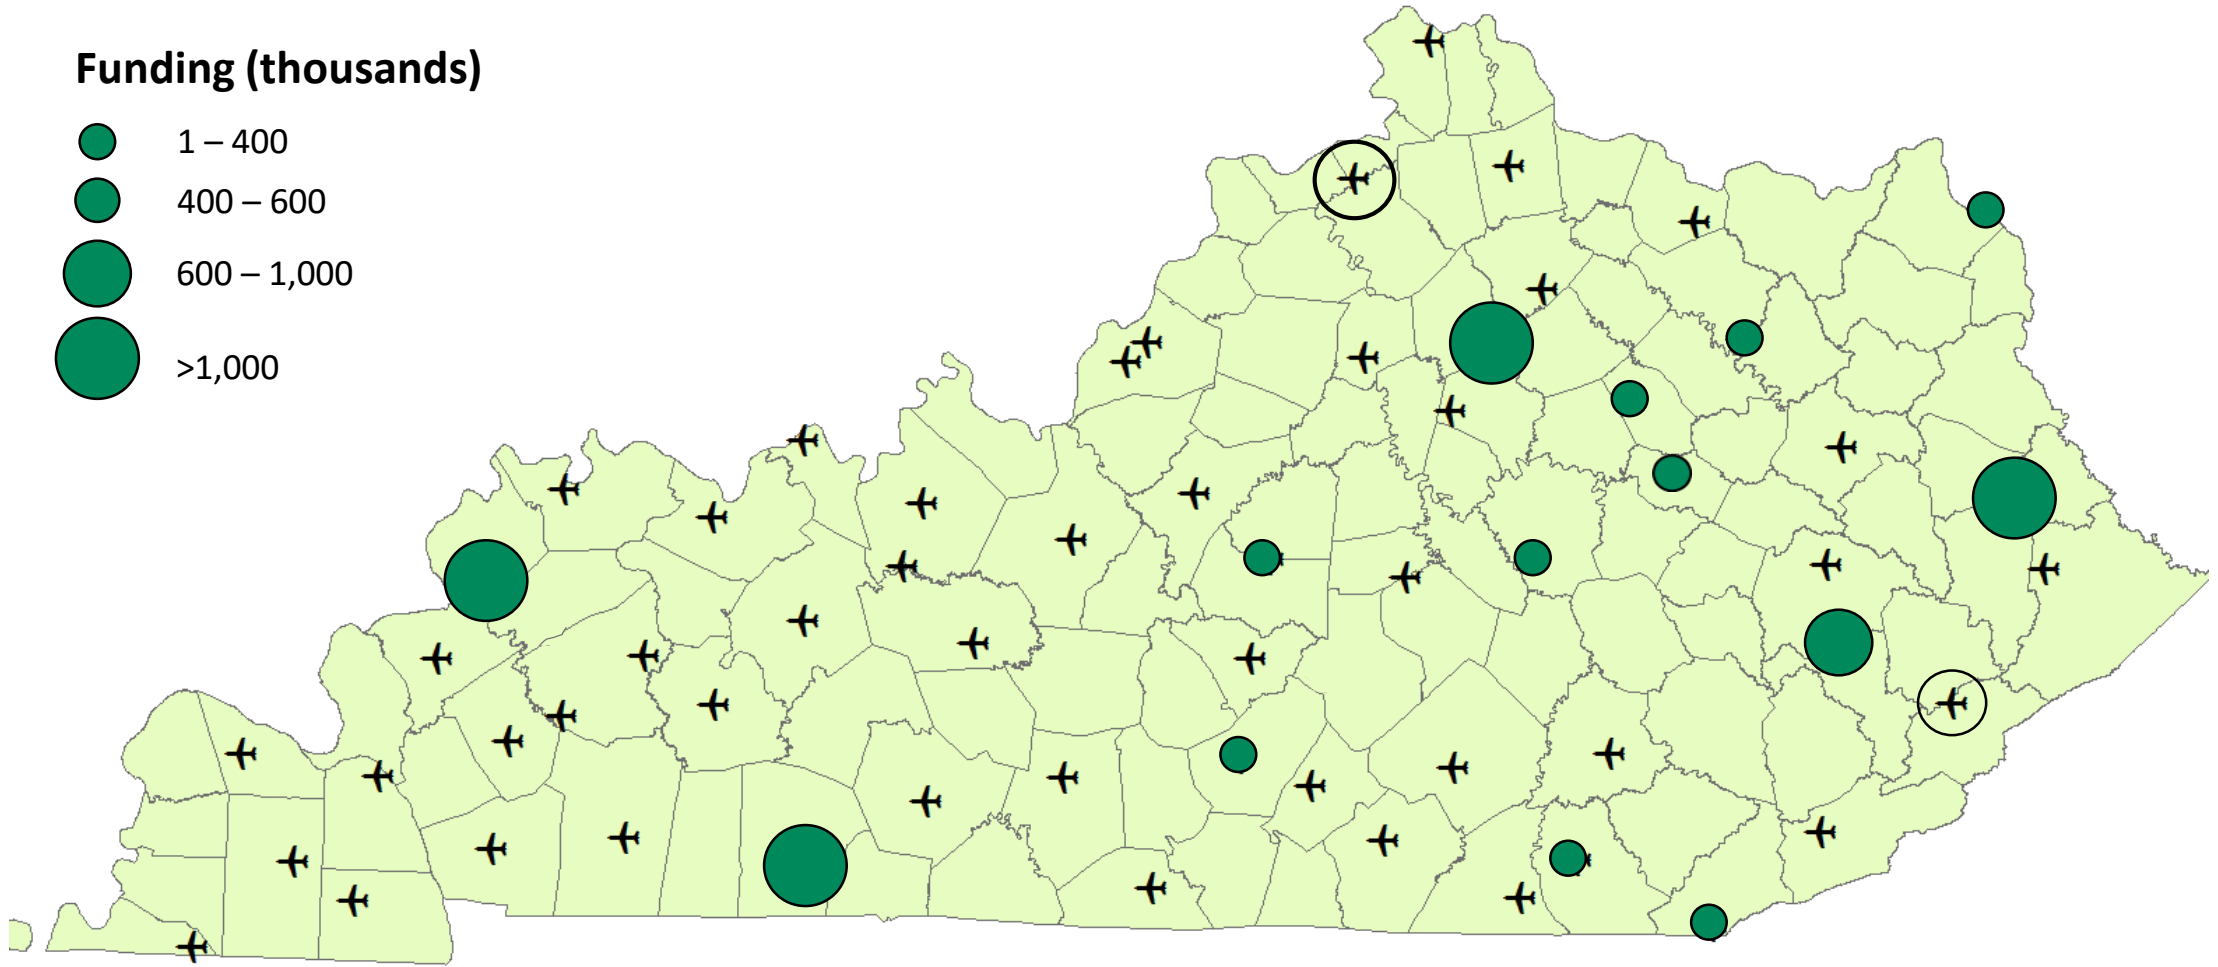 Funding (thousands)
1 – 400
400 – 600
600 – 1,000
>1,000